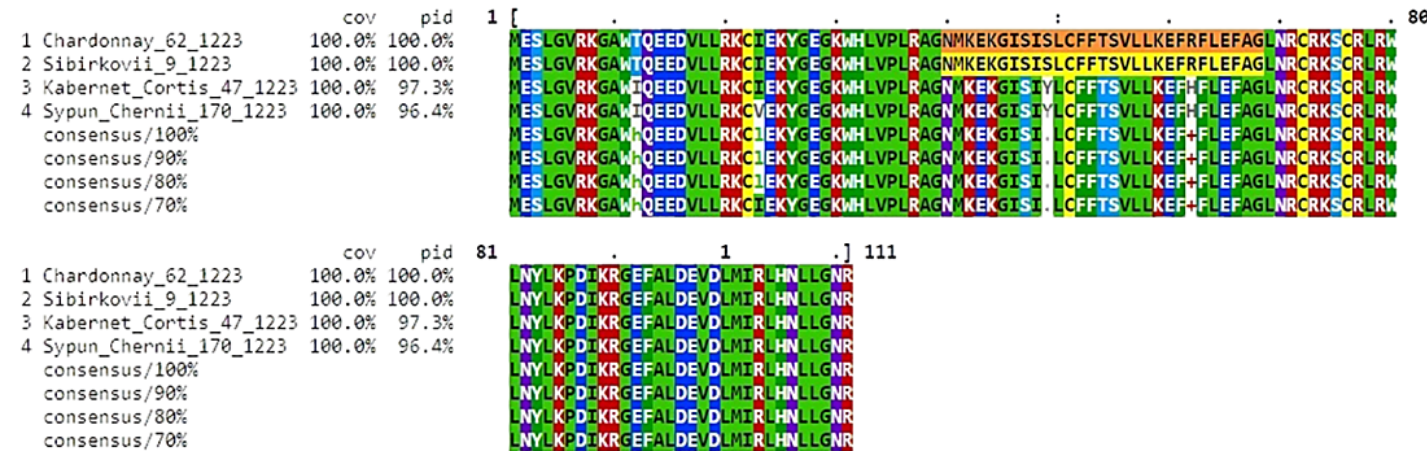 cov pid 1 [ . . . . : . . . 80
1 Chardonnay_62_1223 100.0% 100.0% MESLGVRKGAWTQEEDVLLRKCIEKYGEGKWHLVPLRAGNMKEKGISISLCFFTSVLLKEFRFLEFAGLNRCRKSCRLRW
2 Sibirkovii_9_1223 100.0% 100.0% MESLGVRKGAWTQEEDVLLRKCIEKYGEGKWHLVPLRAGNMKEKGISISLCFFTSVLLKEFRFLEFAGLNRCRKSCRLRW
3 Kabernet_Cortis_47_1223 100.0% 97.3% MESLGVRKGAWIQEEDVLLRKCIEKYGEGKWHLVPLRAGNMKEKGISIYLCFFTSVLLKEFHFLEFAGLNRCRKSCRLRW
4 Sypun_Chernii_170_1223 100.0% 96.4% MESLGVRKGAWIQEEDVLLRKCVEKYGEGKWHLVPLRAGNMKEKGISIYLCFFTSVLLKEFHFLEFAGLNRCRKSCRLRW
consensus/100% MESLGVRKGAWhQEEDVLLRKClEKYGEGKWHLVPLRAGNMKEKGISI.LCFFTSVLLKEF+FLEFAGLNRCRKSCRLRW
consensus/90% MESLGVRKGAWhQEEDVLLRKClEKYGEGKWHLVPLRAGNMKEKGISI.LCFFTSVLLKEF+FLEFAGLNRCRKSCRLRW
consensus/80% MESLGVRKGAWhQEEDVLLRKClEKYGEGKWHLVPLRAGNMKEKGISI.LCFFTSVLLKEF+FLEFAGLNRCRKSCRLRW
consensus/70% MESLGVRKGAWhQEEDVLLRKClEKYGEGKWHLVPLRAGNMKEKGISI.LCFFTSVLLKEF+FLEFAGLNRCRKSCRLRW
cov pid 81 . 1 .] 111
1 Chardonnay_62_1223 100.0% 100.0% LNYLKPDIKRGEFALDEVDLMIRLHNLLGNR
2 Sibirkovii_9_1223 100.0% 100.0% LNYLKPDIKRGEFALDEVDLMIRLHNLLGNR
3 Kabernet_Cortis_47_1223 100.0% 97.3% LNYLKPDIKRGEFALDEVDLMIRLHNLLGNR
4 Sypun_Chernii_170_1223 100.0% 96.4% LNYLKPDIKRGEFALDEVDLMIRLHNLLGNR
consensus/100% LNYLKPDIKRGEFALDEVDLMIRLHNLLGNR
consensus/90% LNYLKPDIKRGEFALDEVDLMIRLHNLLGNR
consensus/80% LNYLKPDIKRGEFALDEVDLMIRLHNLLGNR
consensus/70% LNYLKPDIKRGEFALDEVDLMIRLHNLLGNR